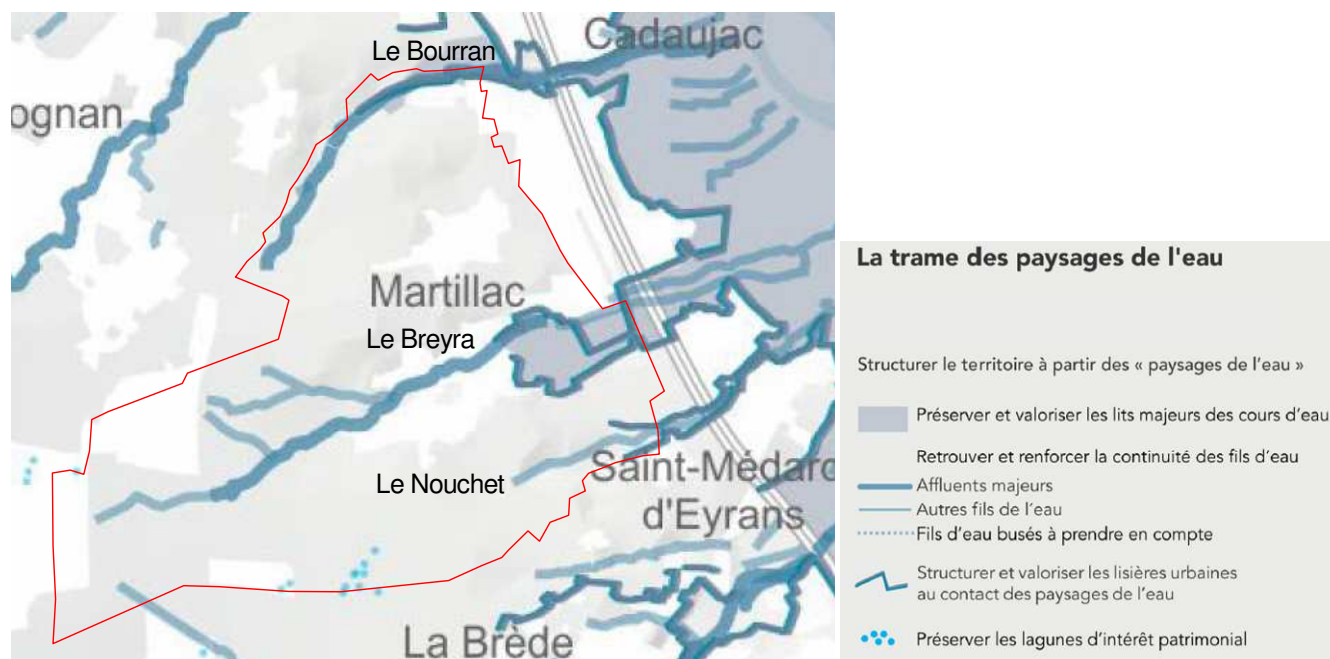 Le Bourran
Cadaujac
ognan
Martillac
Le Breyra
Le Nouchet
Saint-Médard
d'Eyrans
La Brède
La trame des paysages de l'eau
Structurer le territoire à partir des « paysages de l'eau »
Préserver et valoriser les lits majeurs des cours d'eau
Retrouver et renforcer la continuité des fils d'eau
Affluents majeurs
Autres fils de l'eau
Fils d'eau busés à prendre en compte
Structurer et valoriser les lisières urbaines
au contact des paysages de l'eau
Préserver les lagunes d'intérêt patrimonial